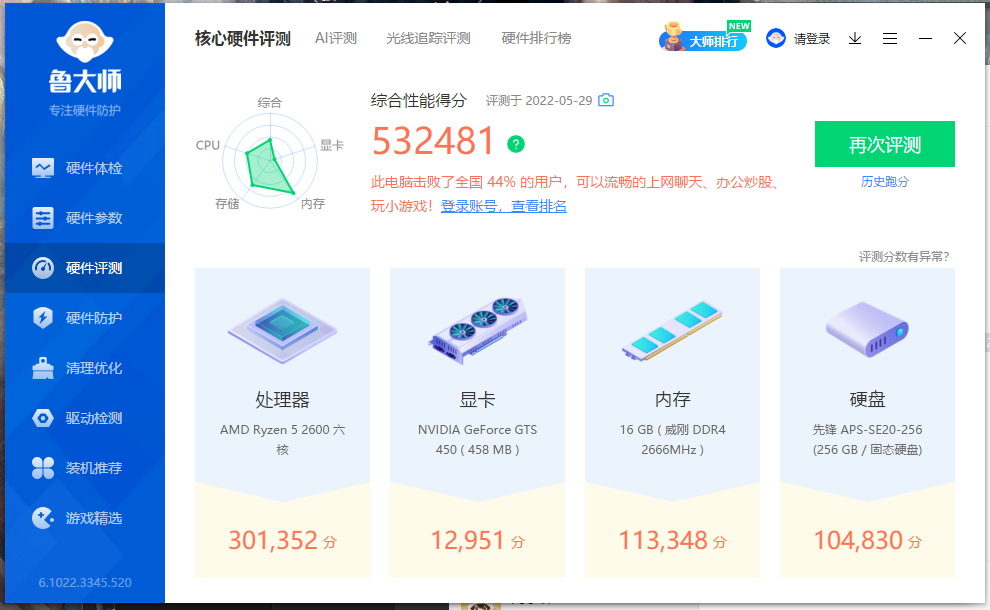 鲁大师
专注硬件防护
硬件体检
硬件参数
硬件评测
硬件防护
清理优化
驱动检测
装机推荐
游戏精选
6.1022.3345.520
核心硬件评测 AI评测 光线追踪评测 硬件排行榜
大师排行 NEW 请登录
综合
CPU
显卡
存储
内存
综合性能得分 评测于 2022-05-29
532481 ?
此电脑击败了全国 44% 的用户，可以流畅的上网聊天、办公炒股、
玩小游戏！登录账号，查看排名
再次评测
历史跑分
评测分数有异常?
处理器
AMD Ryzen 5 2600 六
核
301,352 分
显卡
NVIDIA GeForce GTS
450 ( 458 MB )
12,951 分
内存
16 GB ( 威刚 DDR4
2666MHz )
113,348 分
硬盘
先锋 APS-SE20-256
(256 GB / 固态硬盘)
104,830 分